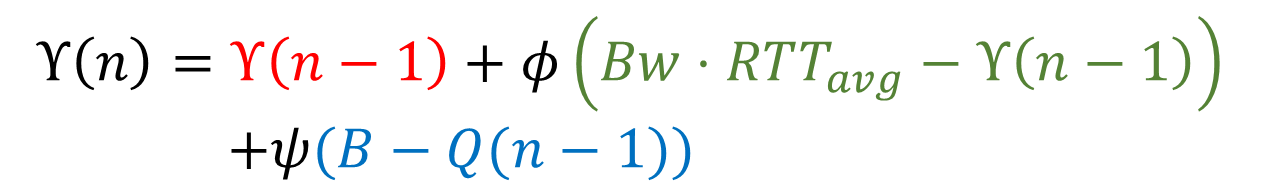 ϒ(n) = ϒ(n − 1) + ϕ (Bw · RTT_avg − ϒ(n − 1))
+ψ(B − Q(n − 1))